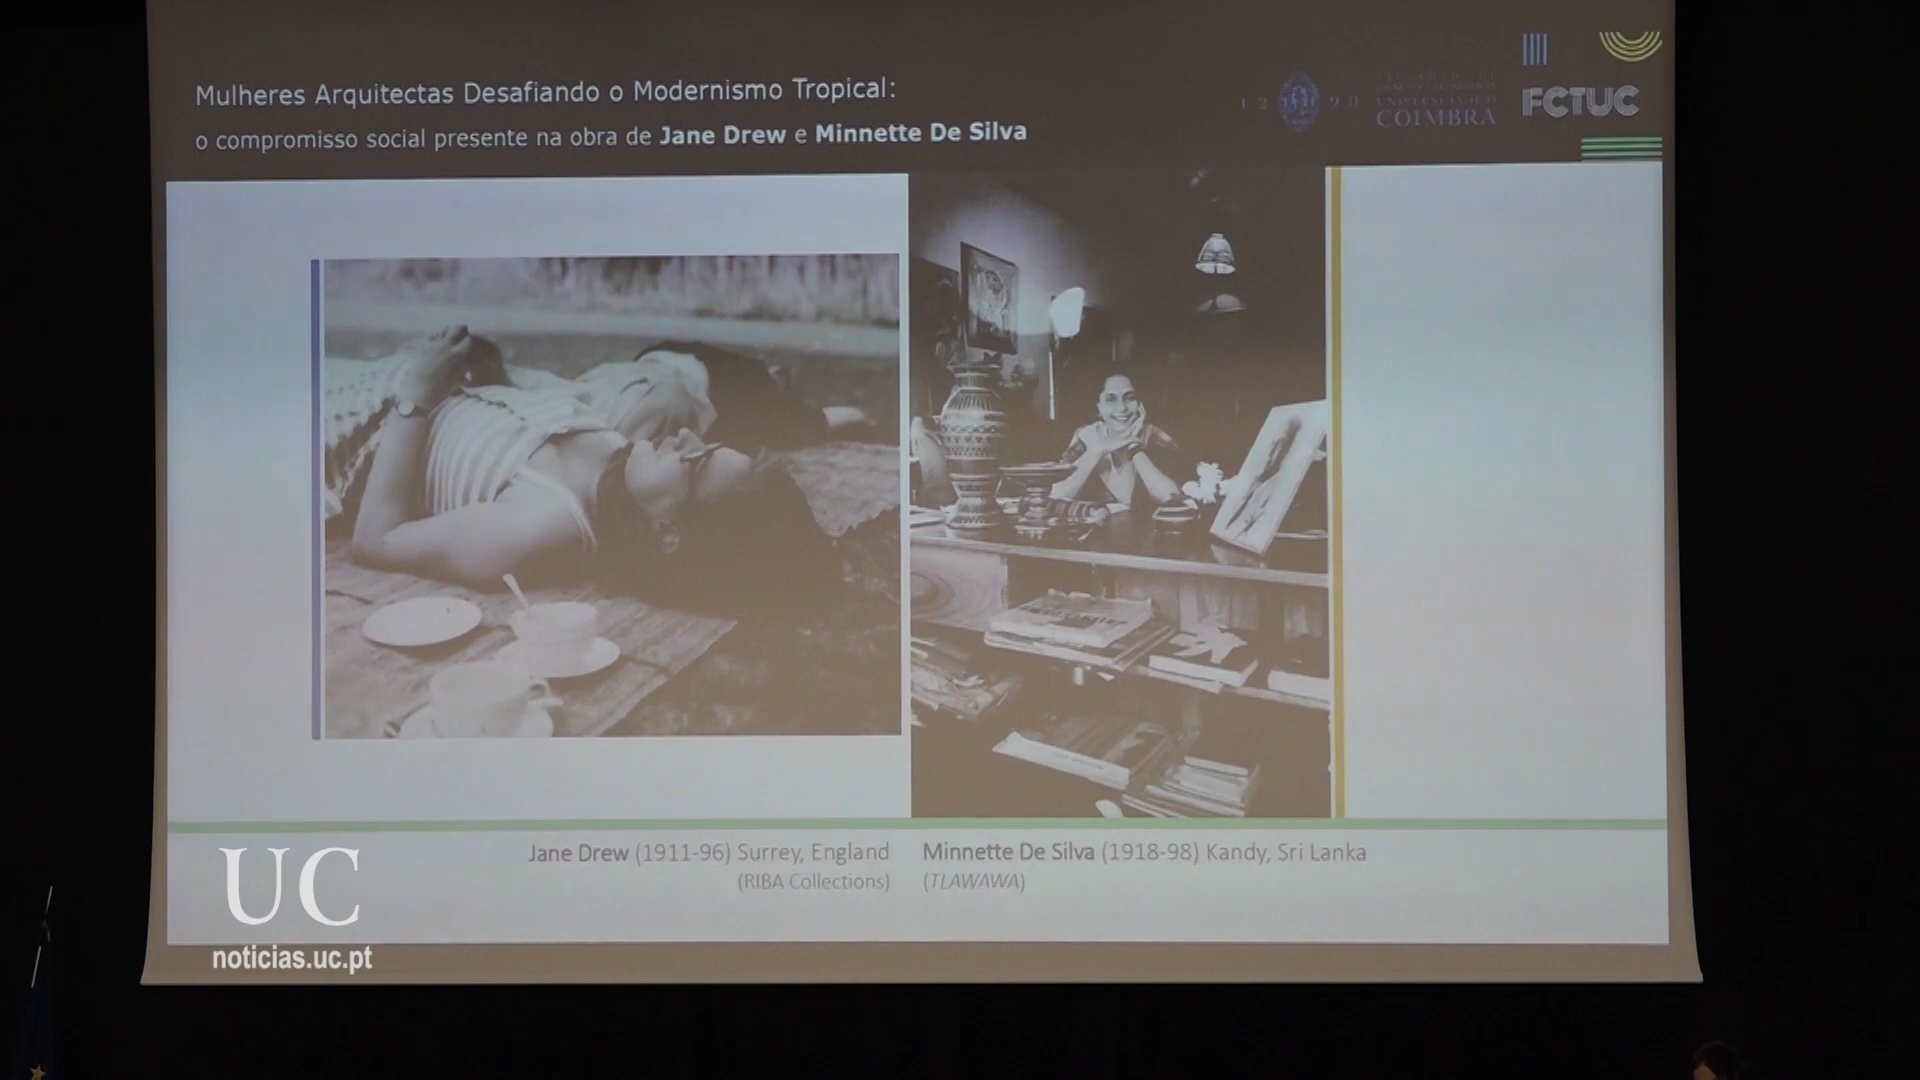 Mulheres Arquitectas Desafiando o Modernismo Tropical:
o compromisso social presente na obra de Jane Drew e Minnette De Silva
12 90
COIMBRA
FCTUC
Jane Drew (1911-96) Surrey, England
(RIBA Collections)
Minnette De Silva (1918-98) Kandy, Sri Lanka
(TLAWAWA)
UC
noticias.uc.pt